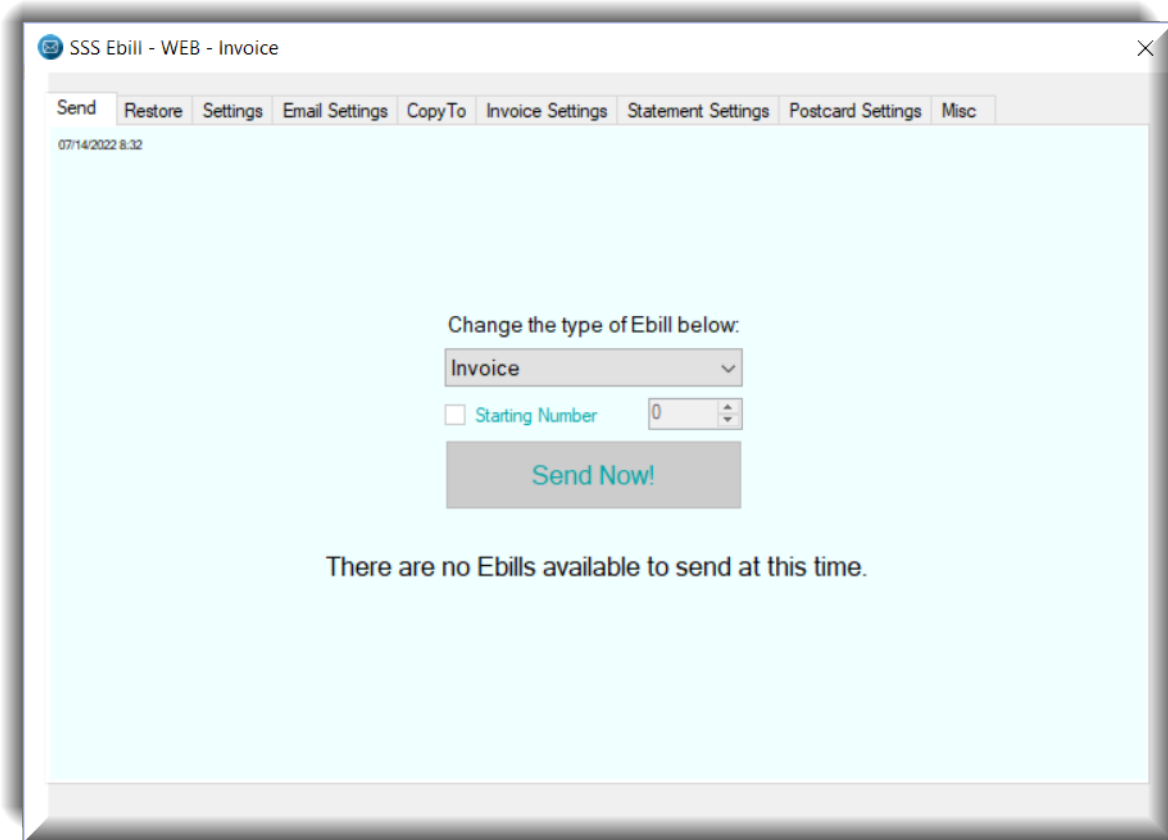 SSS Ebill - WEB - Invoice
Send Restore Settings Email Settings CopyTo Invoice Settings Statement Settings Postcard Settings Misc
07/14/2022 8:32
Change the type of Ebill below:
Invoice
Starting Number 0
Send Now!
There are no Ebills available to send at this time.